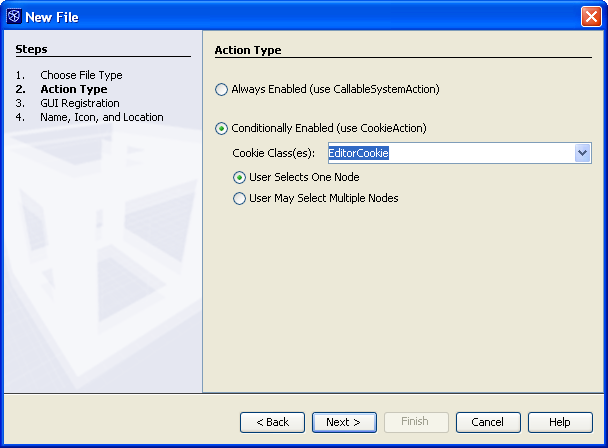 New File
Steps
1. Choose File Type
2. Action Type
3. GUI Registration
4. Name, Icon, and Location
Action Type
Always Enabled (use CallableSystemAction)
Conditionally Enabled (use CookieAction)
Cookie Class(es): EditorCookie
User Selects One Node
User May Select Multiple Nodes
< Back Next > Finish Cancel Help